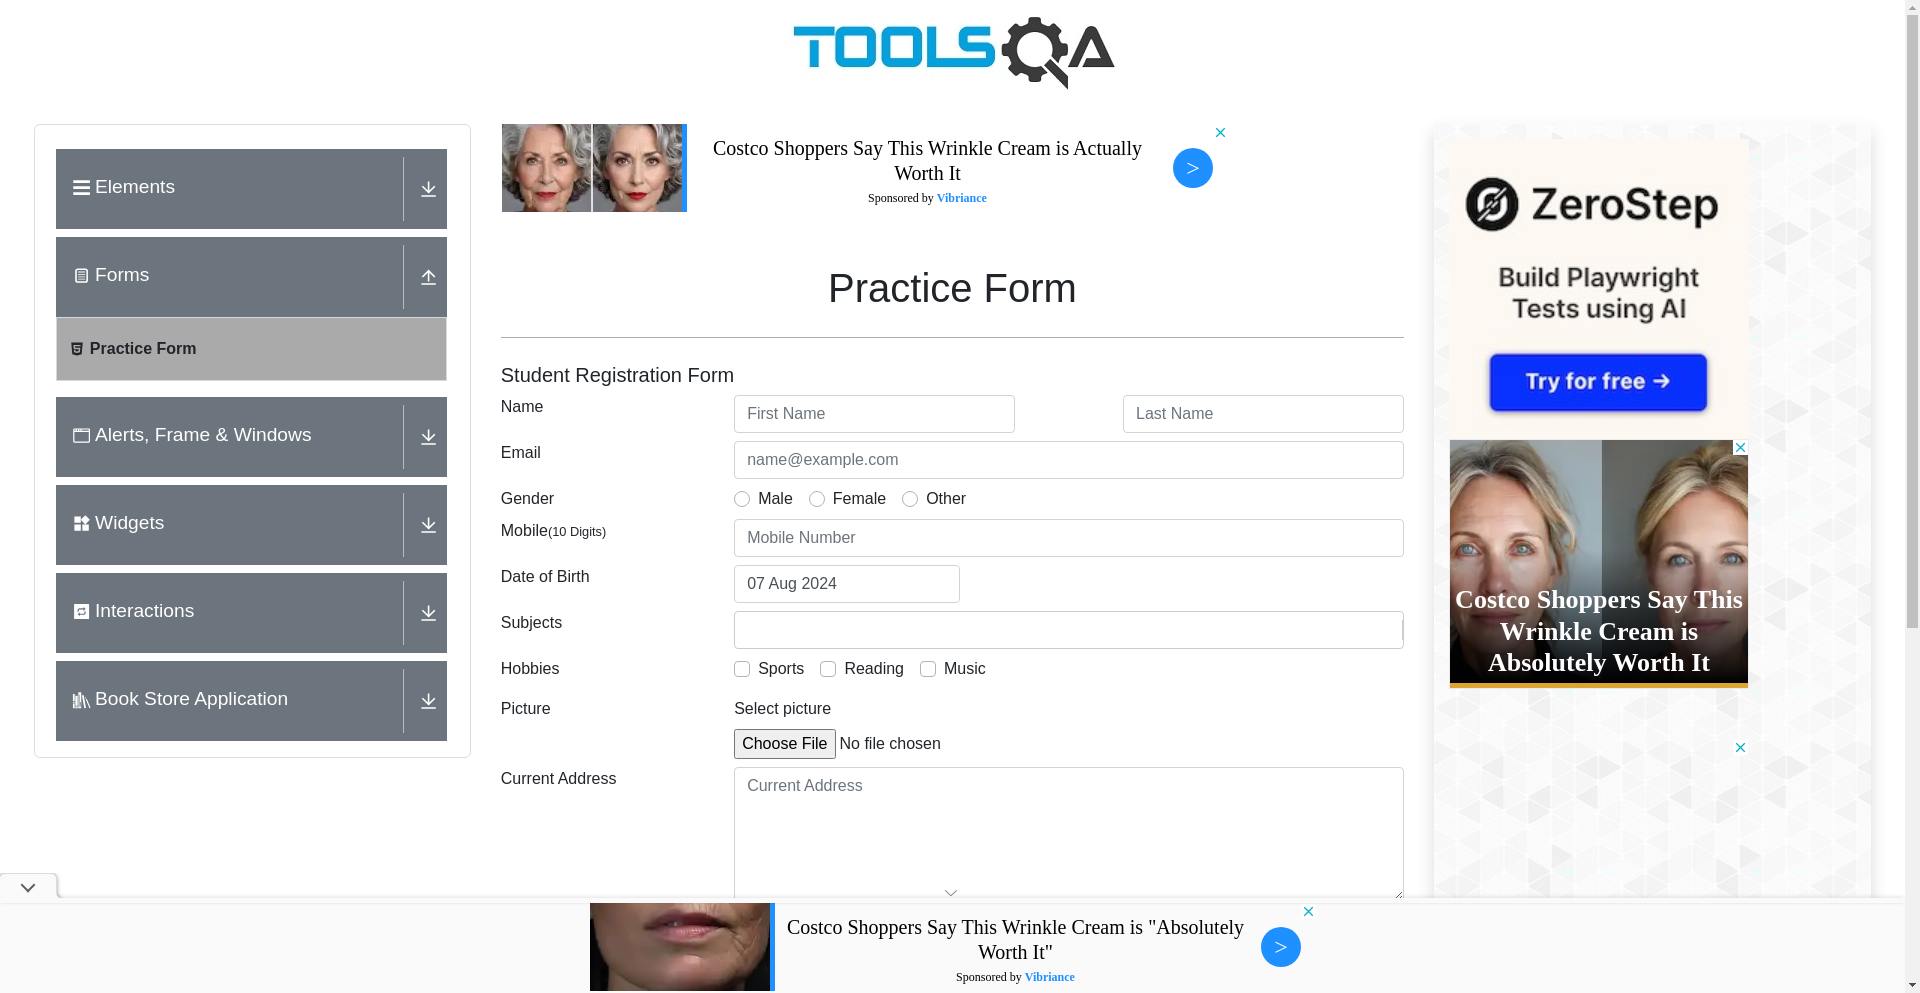 TOOLSQA
Elements
Forms
Practice Form
Alerts, Frame & Windows
Widgets
Interactions
Book Store Application
Costco Shoppers Say This Wrinkle Cream is Actually
Worth It
Sponsored by Vibriance
>
Practice Form
Student Registration Form
Name
First Name
Last Name
Email
name@example.com
Gender
Male
Female
Other
Mobile(10 Digits)
Mobile Number
Date of Birth
07 Aug 2024
Subjects
Hobbies
Sports
Reading
Music
Picture
Select picture
Choose File No file chosen
Current Address
Current Address
ZeroStep
Build Playwright
Tests using AI
Try for free →
Costco Shoppers Say This
Wrinkle Cream is
Absolutely Worth It
Costco Shoppers Say This Wrinkle Cream is "Absolutely
Worth It"
Sponsored by Vibriance
>